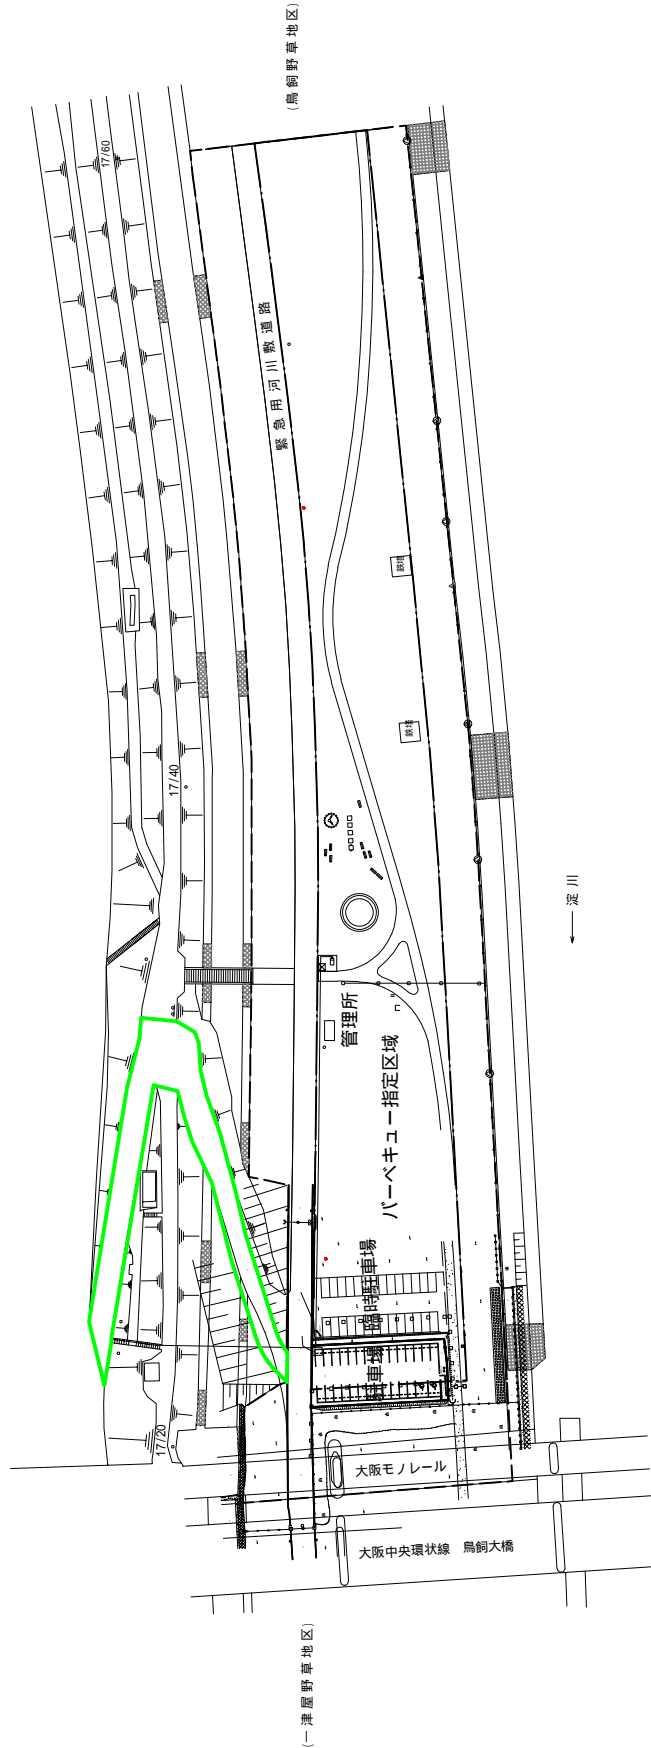 (鳥飼野草地区)
17/60
緊急用河川敷道路
鉄塔
鉄塔
17/40
淀川
管理所
バーベキュー指定区域
臨時駐車場
駐車場
17/20
大阪モノレール
大阪中央環状線 鳥飼大橋
(一津屋野草地区)